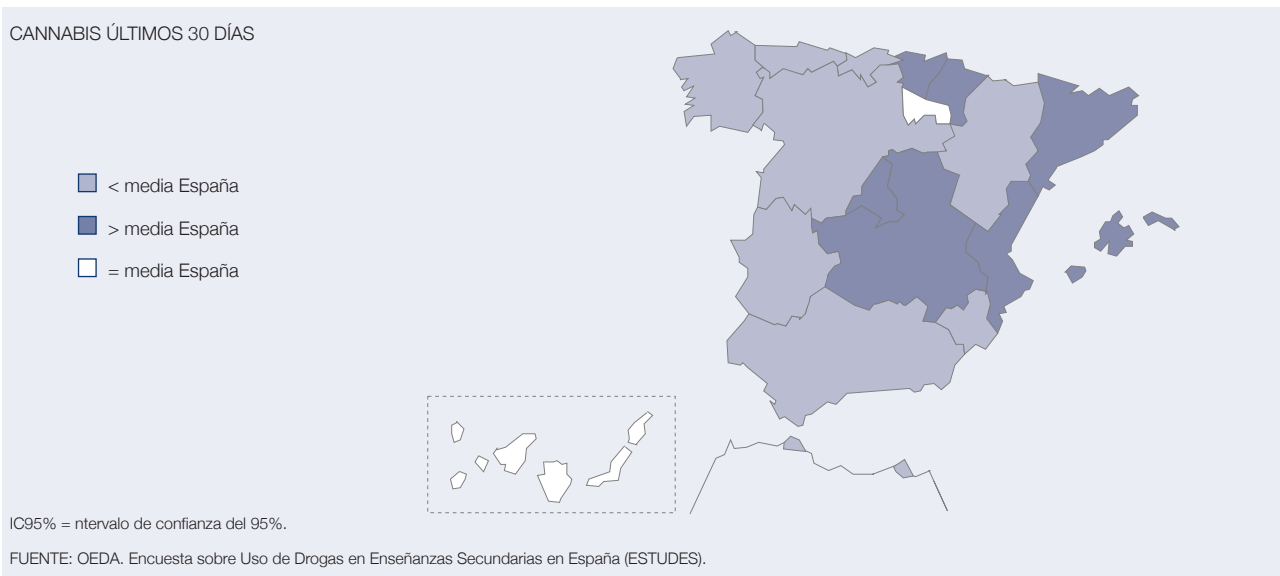 CANNABIS ÚLTIMOS 30 DÍAS
< media España
> media España
= media España
IC95% = ntervalo de confianza del 95%.
FUENTE: OEDA. Encuesta sobre Uso de Drogas en Enseñanzas Secundarias en España (ESTUDES).